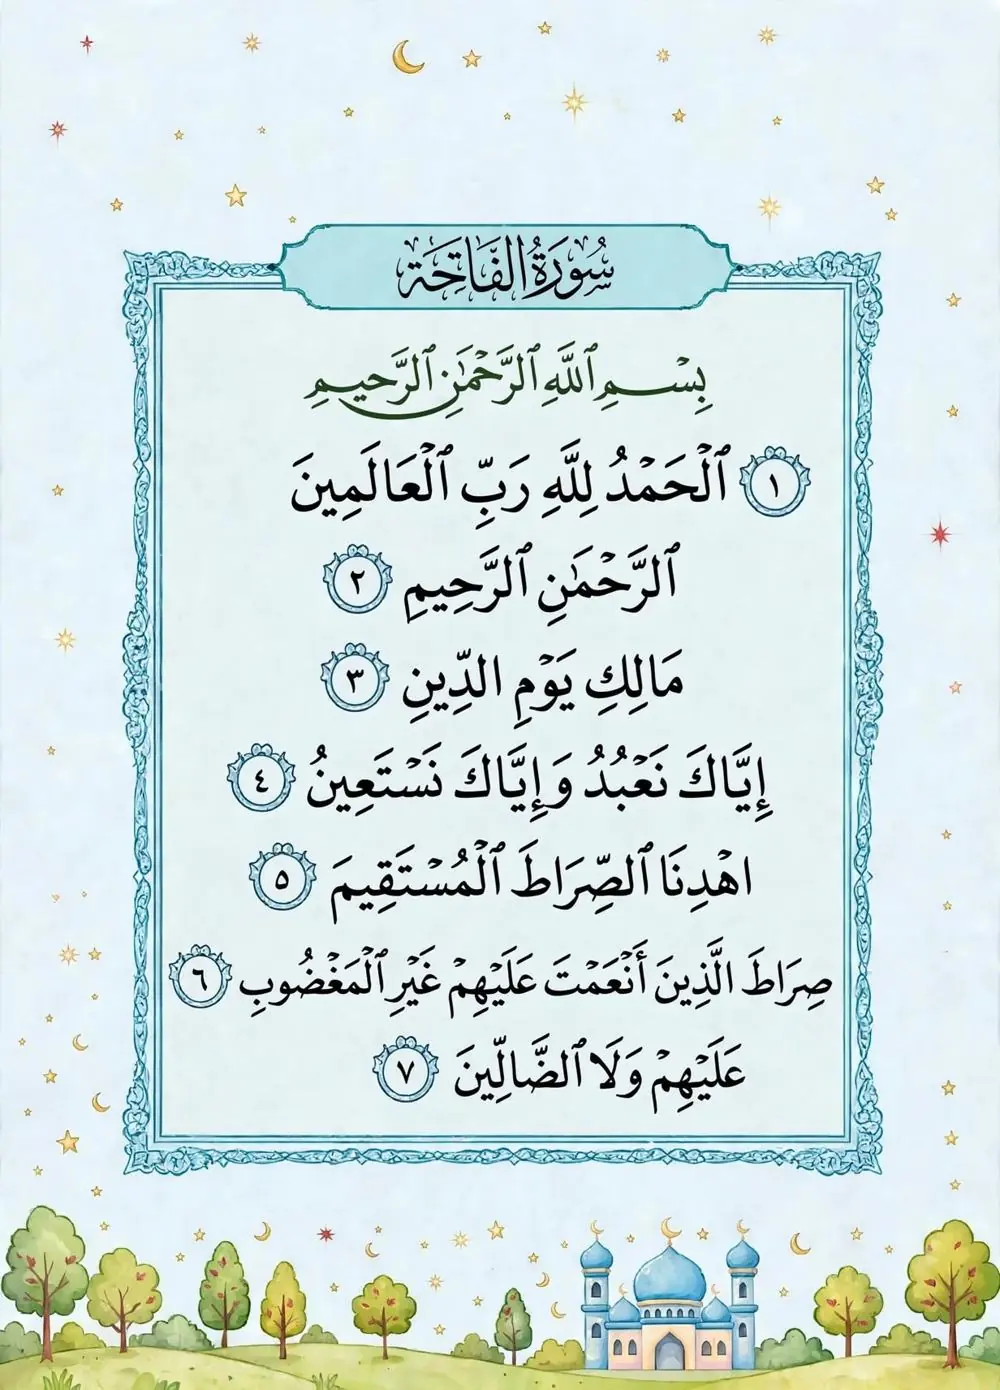 سُورَةُ الْفَاتِحَة
بِسْمِ ٱللَّهِ ٱلرَّحْمَٰنِ ٱلرَّحِيمِ
١ ٱلْحَمْدُ لِلَّهِ رَبِّ ٱلْعَالَمِينَ
ٱلرَّحْمَٰنِ ٱلرَّحِيمِ ٢
مَالِكِ يَوْمِ الدِّينِ ٣
إِيَّاكَ نَعْبُدُ وَإِيَّاكَ نَسْتَعِينُ ٤
اهْدِنَا ٱلصِّرَاطَ ٱلْمُسْتَقِيمَ ٥
صِرَاطَ الَّذِينَ أَنْعَمْتَ عَلَيْهِمْ غَيْرِ ٱلْمَغْضُوبِ ٦
عَلَيْهِمْ وَلَا ٱلضَّالِّينَ ٧